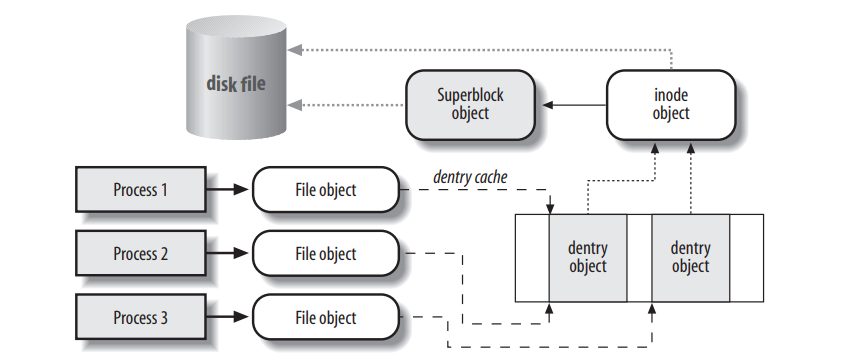 disk file
Superblock
object
inode
object
Process 1
File object
dentry cache
Process 2
File object
dentry
object
dentry
object
Process 3
File object